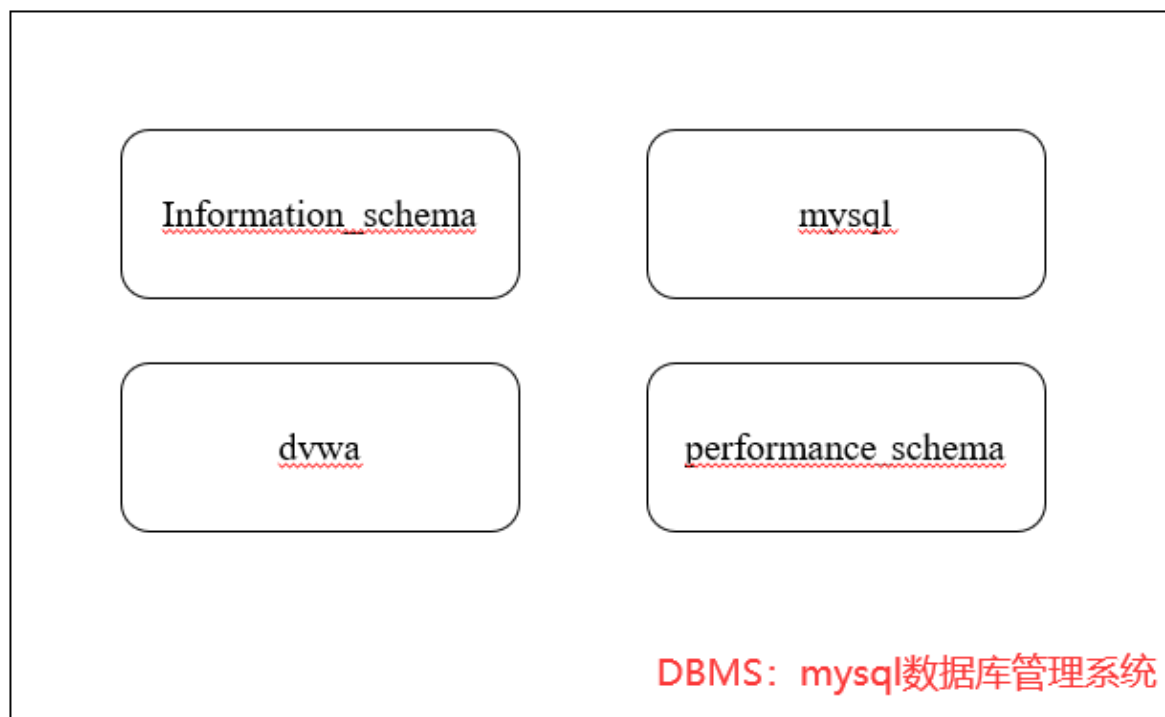 Information_schema
mysql
dvwa
performance_schema
DBMS：mysql数据库管理系统